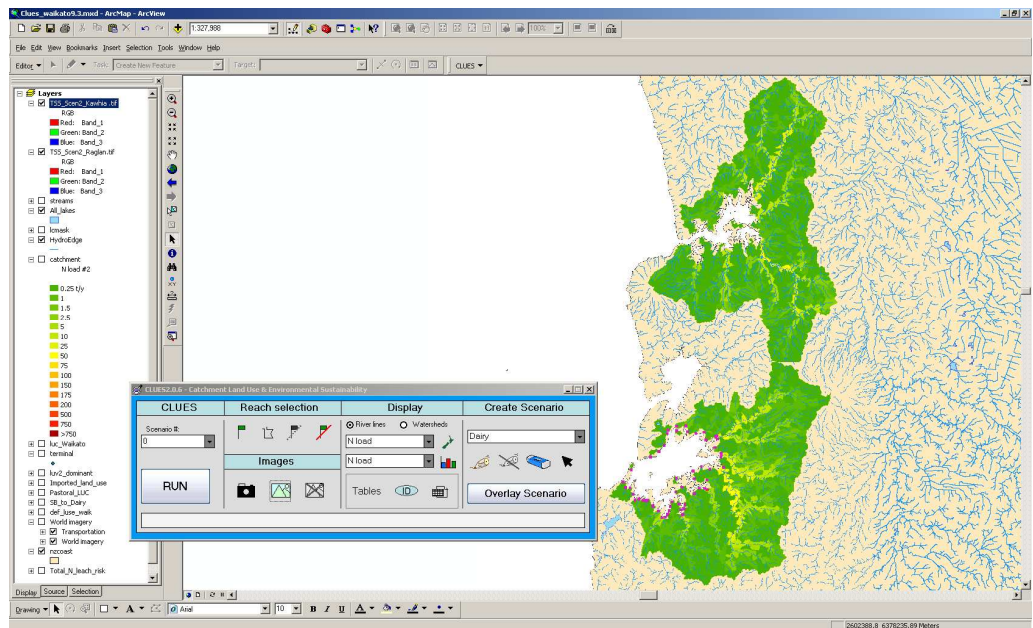 Clues_waikato9.3.mxd - ArcMap - ArcView
1:327,988
100%
File Edit View Bookmarks Insert Selection Tools Window Help
Editor Task: Create New Feature Target: CLUES
Layers
TSS_Scen2_Kawhia .tif
RGB
Red: Band_1
Green: Band_2
Blue: Band_3
TSS_Scen2_Raglan.tif
RGB
Red: Band_1
Green: Band_2
Blue: Band_3
streams
All_lakes
lcmask
HydroEdge
catchment
N load #2
0.25 t/y
1
1.5
2.5
5
10
25
50
75
100
150
175
200
500
750
>750
luc_Waikato
terminal
luv2_dominant
Imported_land_use
Pastoral_LUC
SB_to_Dairy
def_luse_waik
World imagery
Transportation
World imagery
nzcoast
Total_N_leach_risk
Display Source Selection
CLUES2.0.6 - Catchment Land Use & Environmental Sustainability
CLUES Reach selection Display Create Scenario
Scenario #:
0
RUN
Images
River lines Watersheds
N load
N load
Tables ID
Dairy
Overlay Scenario
Drawing A Arial 10 B I U A
2602388.8 6378235.89 Meters